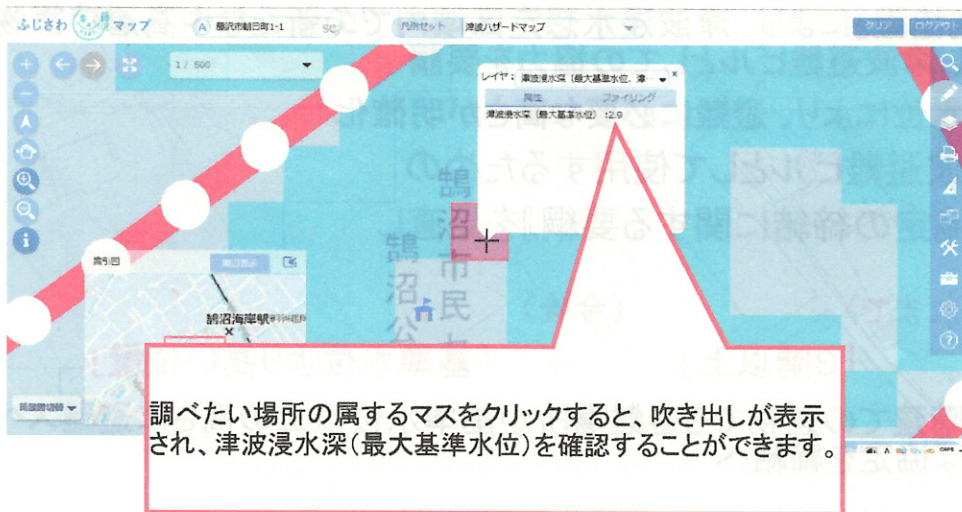 ふじさわ
マップ
A 藤沢市朝日町1-1
凡例セット 津波ハザードマップ
クリア
ログアウト
1 / 500
レイヤ： 津波浸水深（最大基準水位、津
×
属性
ファイリング
津波浸水深（最大基準水位） :2.9
鵠沼市民
鵠沼公
索引図
鵠沼海岸駅
調べたい場所の属するマスをクリックすると、吹き出しが表示
され、津波浸水深（最大基準水位）を確認することができます。